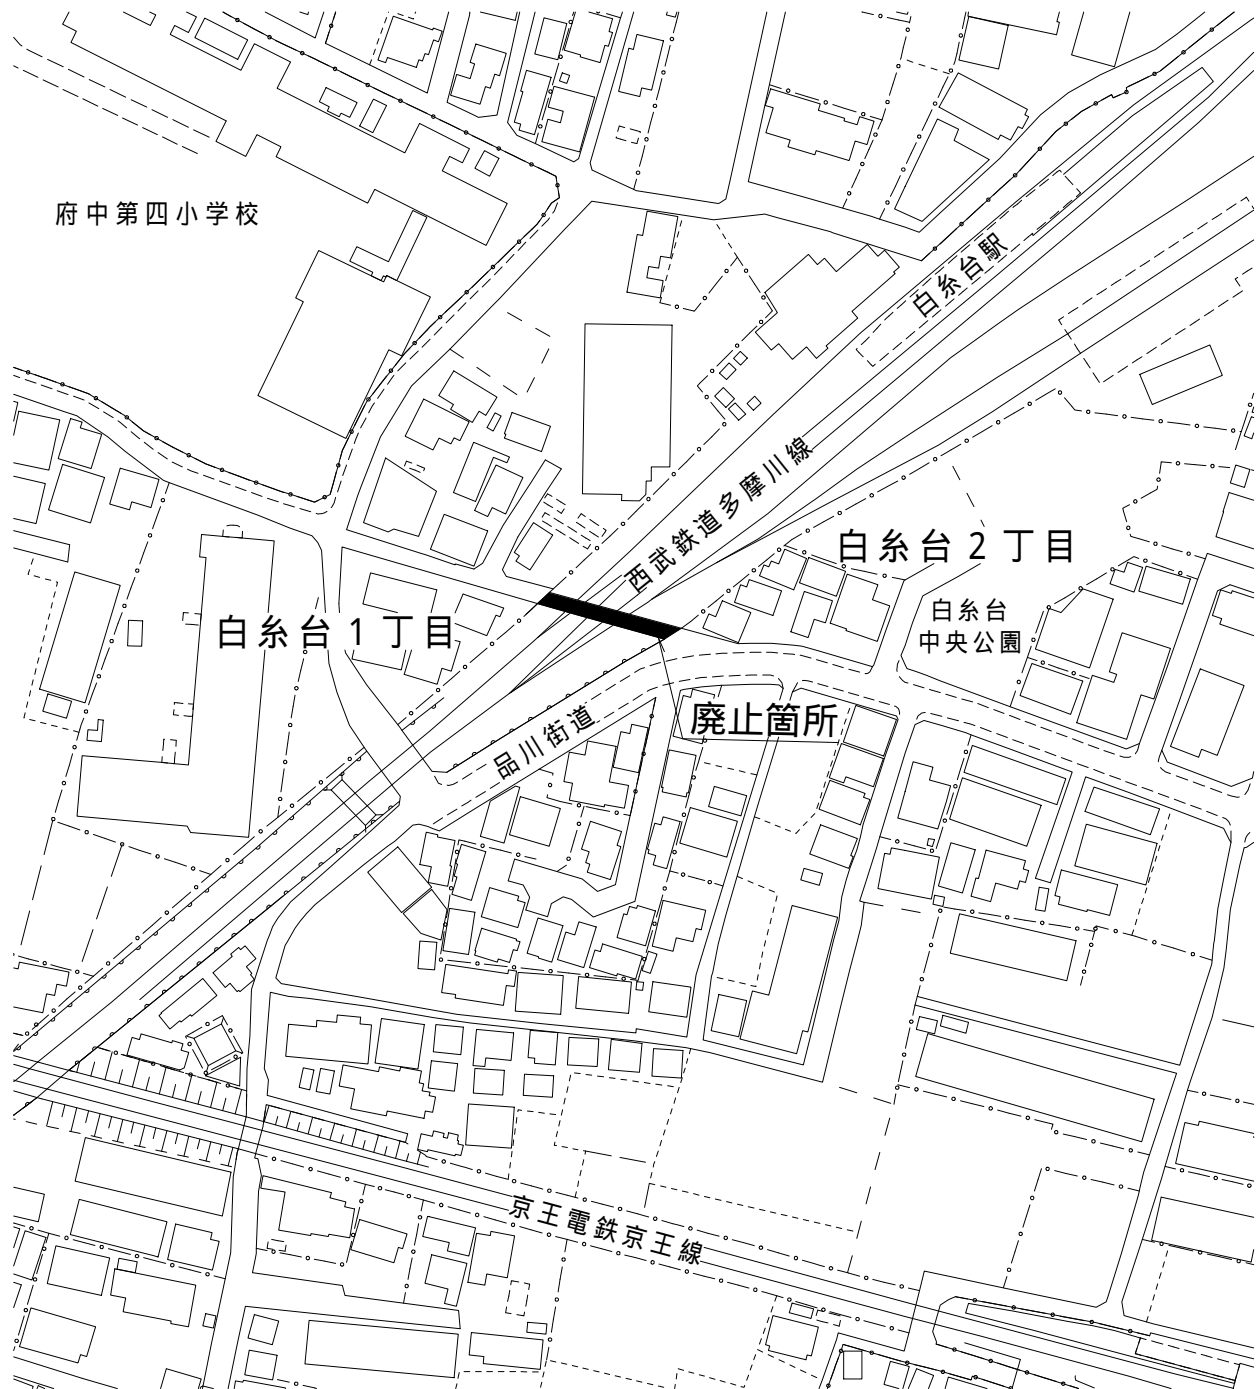 府中第四小学校
白糸台駅
西武鉄道多摩川線
白糸台2丁目
白糸台
中央公園
白糸台1丁目
廃止箇所
品川街道
京王電鉄京王線